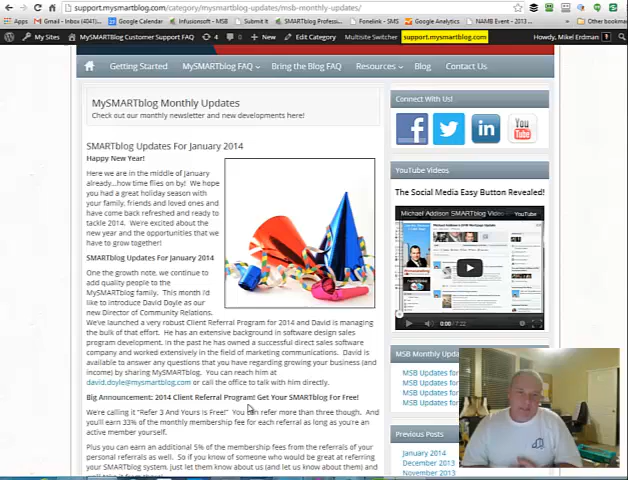 support.mysmartblog.com/category/mysmartblog-updates/msb-monthly-updates/
Apps Gmail - Inbox (4041... Google Calendar Infusionsoft - MSB Submit It SMARTblog Profess... Fonelink - SMS - Text Google Analytics NAMB Event - 2013 ... Other bookmar
My Sites MySMARTblog Customer Support FAQ 4 0 New Multisite Switcher support.mysmartblog.com Howdy, Mikel Erdman
Getting Started MySMARTblog FAQ Bring the Blog FAQ Resources Blog Contact Us
MySMARTblog Monthly Updates
Check out our monthly newsletter and new developments here!
Connect With Us!
You
Tube
SMARTblog Updates For January 2014
Happy New Year!
Here we are in the middle of January
already...how time flies on by! We hope
you had a great holiday season with
your family, friends and loved ones and
have come back refreshed and ready to
tackle 2014. We're excited about the
new year and the opportunities that we
have to grow together!
SMARTblog Updates For January 2014
One the growth note, we continue to
add quality people to the
MySMARTblog family. This month I'd
like to introduce David Doyle as our
new Director of Community Relations.
We've launched a very robust Client Referral Program for 2014 and David is managing
the bulk of that effort. He has an extensive background in software design sales
program development. In the past he has owned a successful direct sales software
company and worked extensively in the field of marketing communications. David is
available to answer any questions that you have regarding growing your business (and
income) by sharing MySMARTblog. You can reach him at
david.doyle@mysmartblog.com or call the office to talk with him directly.
Big Announcement: 2014 Client Referral Program! Get Your SMARTblog For Free!
We're calling it "Refer 3 And Yours Is Free!" You can refer more than three though. And
you'll earn 33% of the monthly membership fee for each referral as long as you're an
active member yourself.
Plus you can earn an additional 5% of the membership fees from the referrals of your
personal referrals as well. So if you know of someone who would be great at referring
your SMARTblog system, just let them know about us (and let us know about them) and
YouTube Videos
The Social Media Easy Button Revealed!
Michael Addison SMARTblog Video YouTube
0:00 / 7:22
MSB Monthly Upda
MSB Updates for
MSB Updates for
MSB Updates for
MSB Updates for
Previous Posts
January 2014
December 2013
November 2013